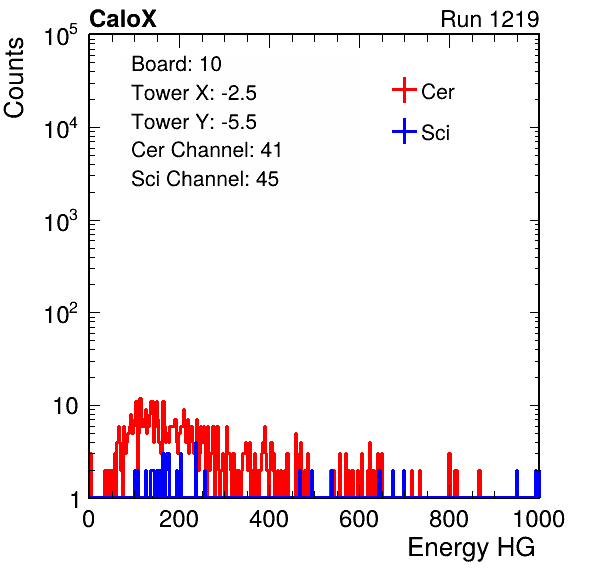 CaloX Run 1219
Counts
10^5
10^4
10^3
10^2
10
1
Board: 10
Tower X: -2.5
Tower Y: -5.5
Cer Channel: 41
Sci Channel: 45
Cer
Sci
0 200 400 600 800 1000
Energy HG